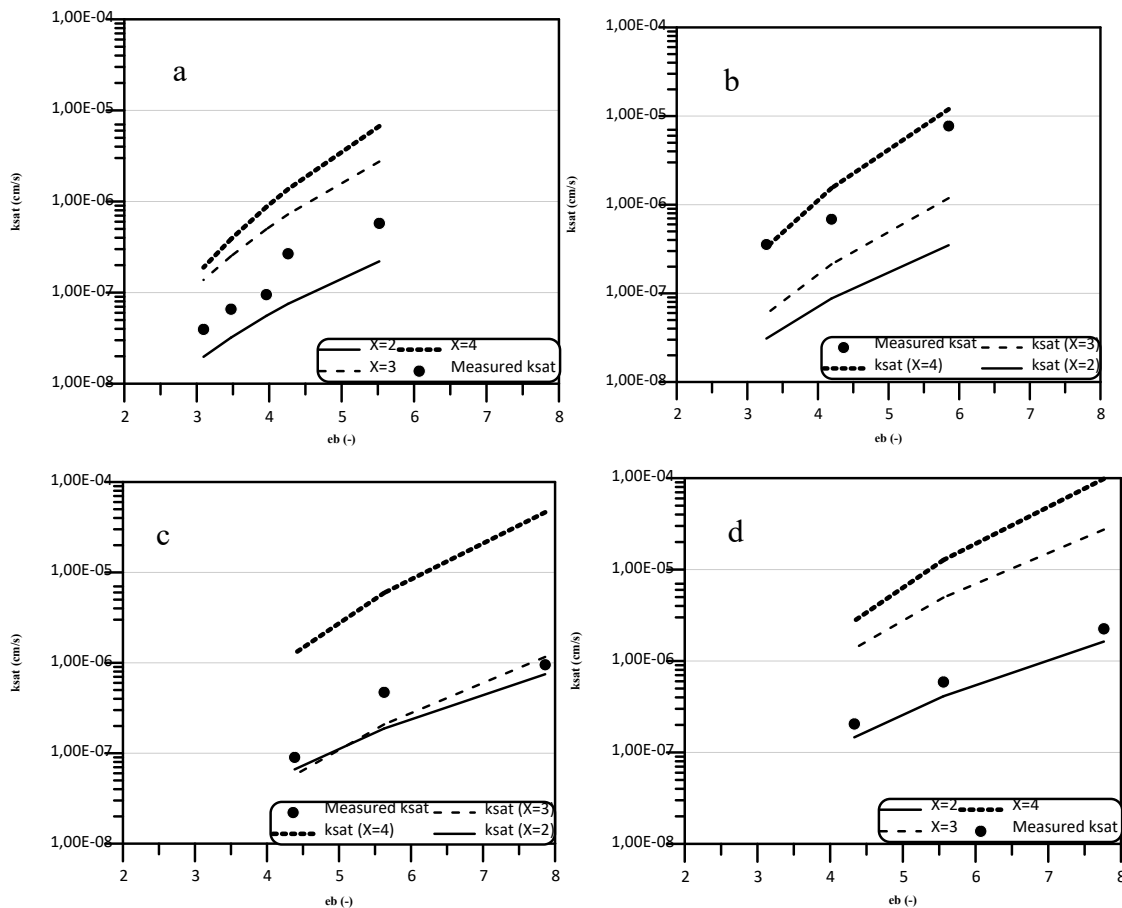 a
1,00E-04
1,00E-05
1,00E-06
1,00E-07
1,00E-08
ksat (cm/s)
2 3 4 5 6 7 8
eb (-)
X=2 X=4
X=3 Measured ksat
b
1,00E-04
1,00E-05
1,00E-06
1,00E-07
1,00E-08
ksat (cm/s)
2 3 4 5 6 7 8
eb (-)
Measured ksat ksat (X=3)
ksat (X=4) ksat (X=2)
c
1,00E-04
1,00E-05
1,00E-06
1,00E-07
1,00E-08
ksat (cm/s)
2 3 4 5 6 7 8
eb (-)
Measured ksat ksat (X=3)
ksat (X=4) ksat (X=2)
d
1,00E-04
1,00E-05
1,00E-06
1,00E-07
1,00E-08
ksat (cm/s)
2 3 4 5 6 7 8
eb (-)
X=2 X=4
X=3 Measured ksat